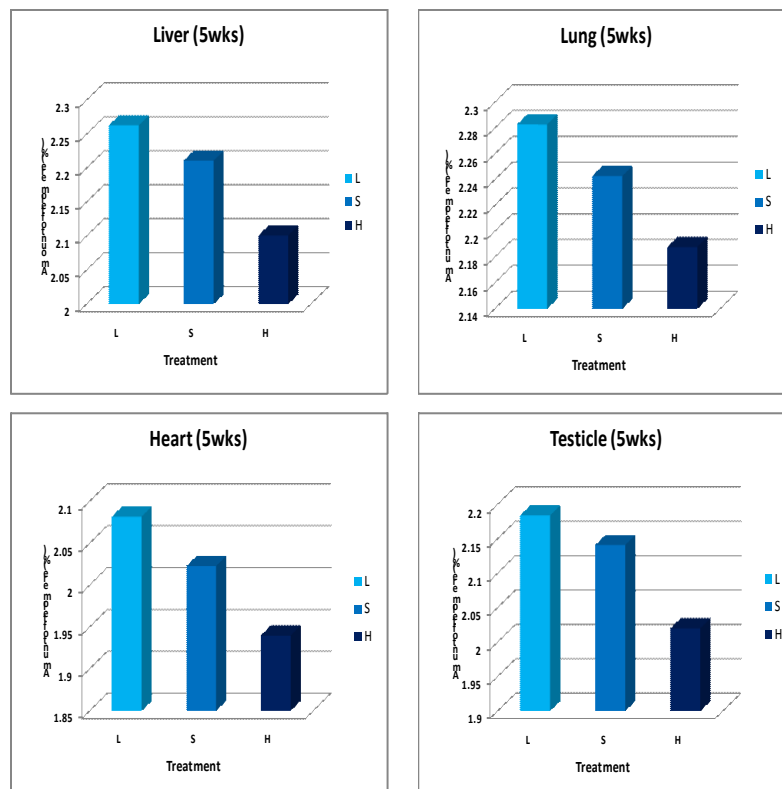 Liver (5wks)
2.3
2.25
2.2
2.15
2.1
2.05
2
L
S
H
L S H
Treatment
Lung (5wks)
2.3
2.28
2.26
2.24
2.22
2.2
2.18
2.16
2.14
L
S
H
L S H
Treatment
Heart (5wks)
2.1
2.05
2
1.95
1.9
1.85
L
S
H
L S H
Treatment
Testicle (5wks)
2.2
2.15
2.1
2.05
2
1.95
1.9
L
S
H
L S H
Treatment